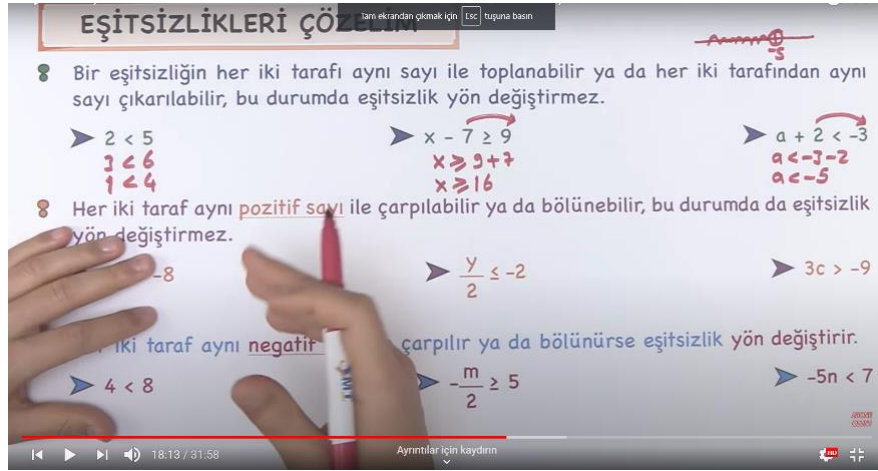 EŞİTSİZLİKLERİ ÇÖZELİM
Tam ekrandan çıkmak için Esc tuşuna basın
-5
Bir eşitsizliğin her iki tarafı aynı sayı ile toplanabilir ya da her iki tarafından aynı
sayı çıkarılabilir, bu durumda eşitsizlik yön değiştirmez.
2 < 5
3 < 6
1 < 4
x - 7 ≥ 9
x ≥ 9+7
x ≥ 16
a + 2 < -3
a < -3-2
a < -5
Her iki taraf aynı pozitif sayı ile çarpılabilir ya da bölünebilir, bu durumda da eşitsizlik
yön değiştirmez.
-8
y/2 ≤ -2
3c > -9
iki taraf aynı negatif çarpılır ya da bölünürse eşitsizlik yön değiştirir.
4 < 8
-m/2 ≥ 5
-5n < 7
18:13 / 31:58
Ayrıntılar için kaydırın
HD